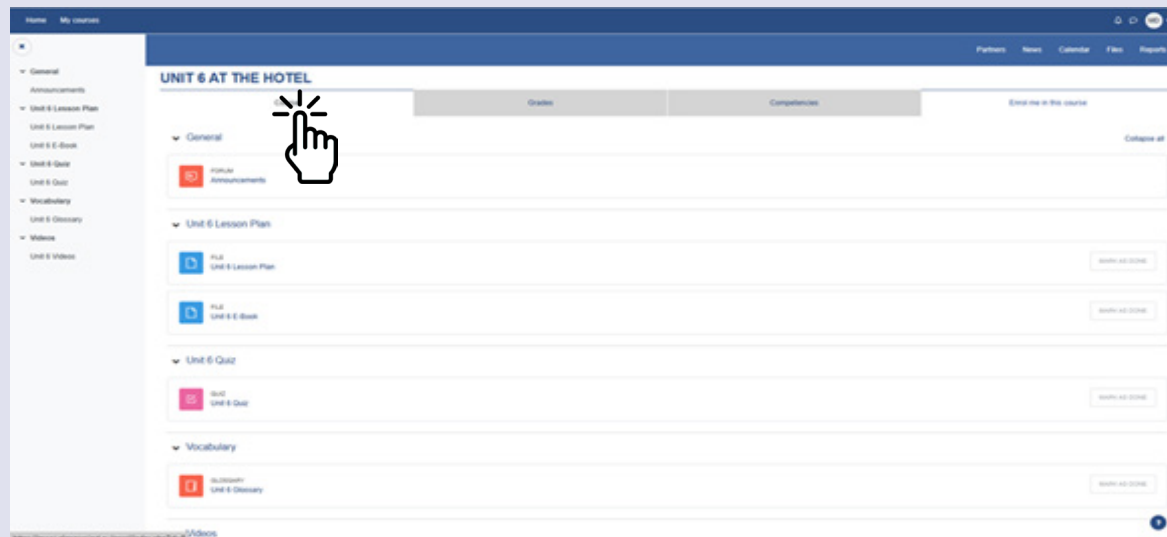 Home My courses
MD
Partners News Calendar Files Reports
General
Announcements
Unit 6 Lesson Plan
Unit 6 Lesson Plan
Unit 6 E-Book
Unit 6 Quiz
Unit 6 Quiz
Vocabulary
Unit 6 Glossary
Videos
Unit 6 Videos
UNIT 6 AT THE HOTEL
Grades Competencies Enrol me in this course
General Collapse all
FORUM
Announcements
Unit 6 Lesson Plan
FILE
Unit 6 Lesson Plan MARK AS DONE
FILE
Unit 6 E-Book MARK AS DONE
Unit 6 Quiz
QUIZ
Unit 6 Quiz MARK AS DONE
Vocabulary
GLOSSARY
Unit 6 Glossary MARK AS DONE
Videos